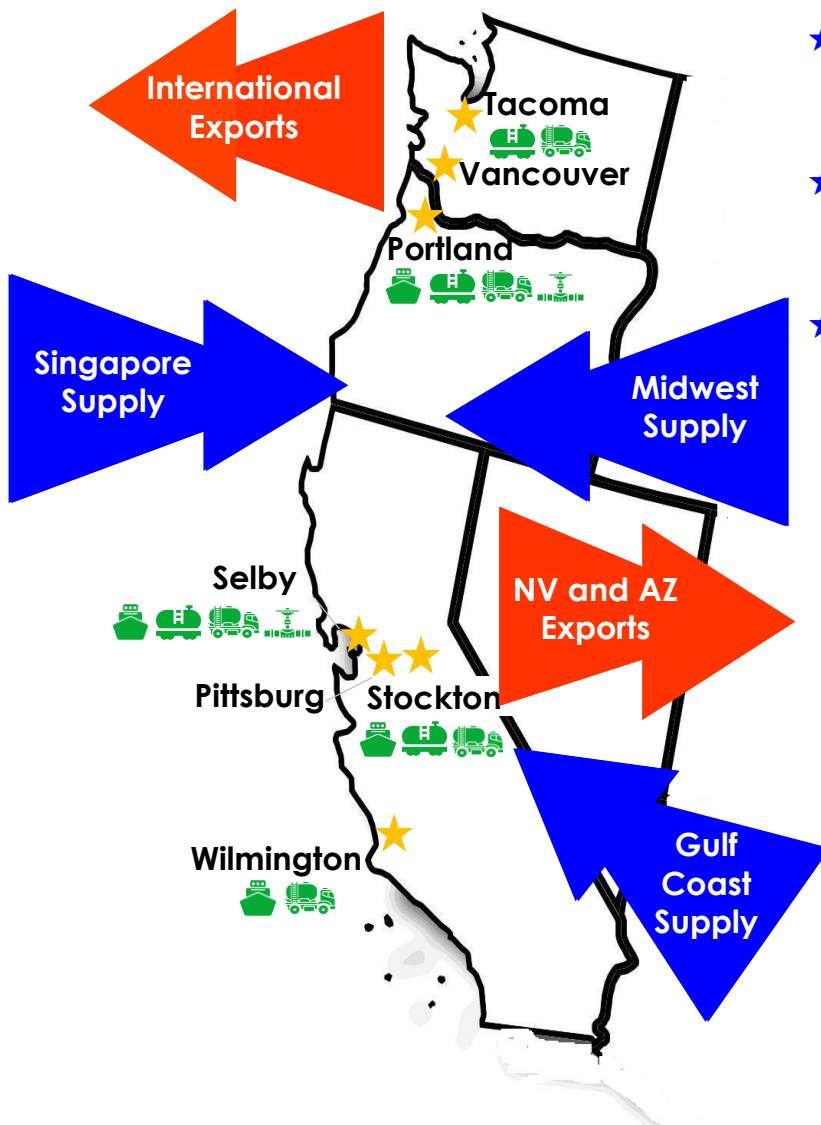 International
Exports
Tacoma
Vancouver
Portland
Singapore
Supply
Midwest
Supply
Selby
NV and AZ
Exports
Pittsburg
Stockton
Wilmington
Gulf
Coast
Supply